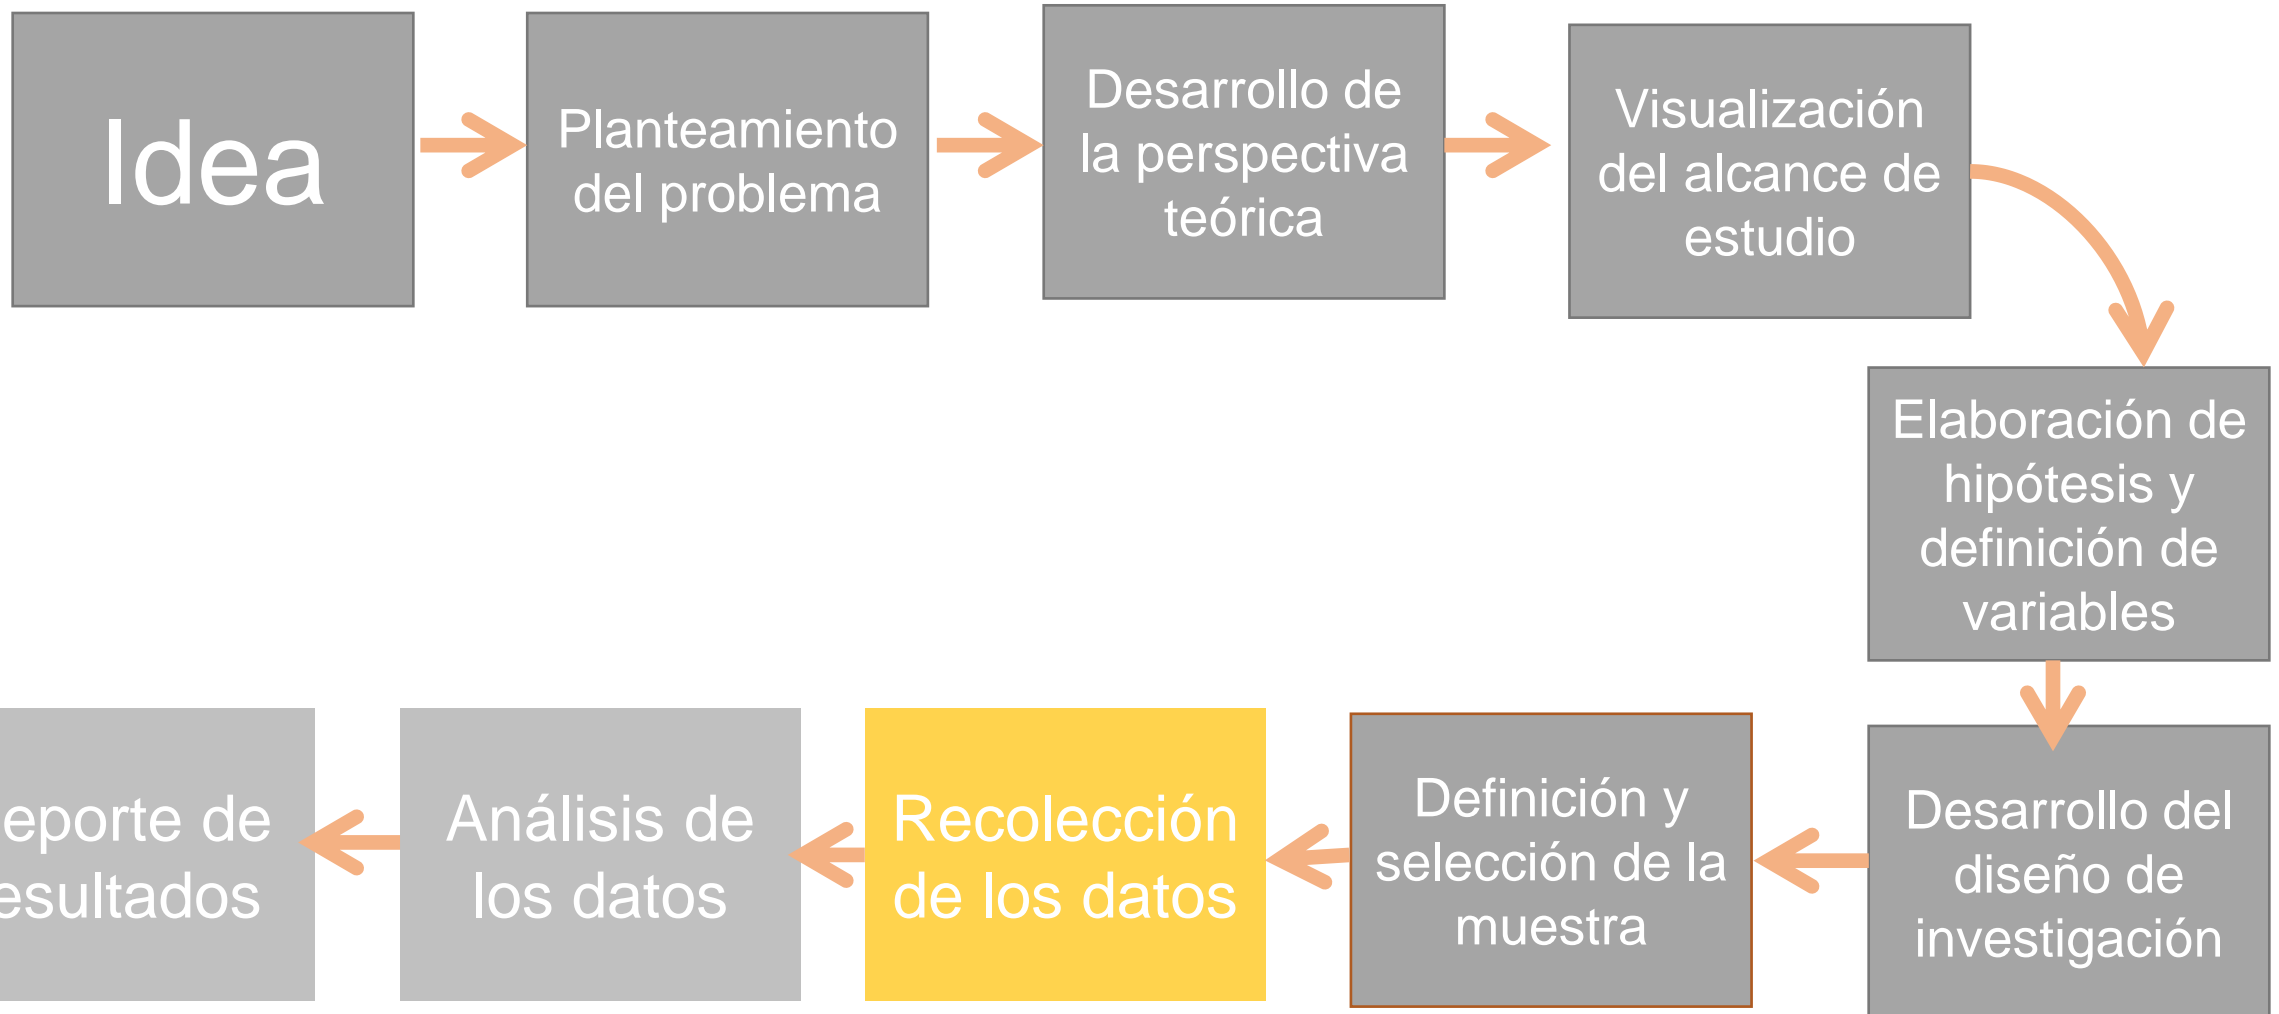 Idea
Planteamiento
del problema
Desarrollo de
la perspectiva
teórica
Visualización
del alcance de
estudio
Elaboración de
hipótesis y
definición de
variables
Desarrollo del
diseño de
investigación
Definición y
selección de la
muestra
Recolección
de los datos
Análisis de
los datos
eporte de
esultados